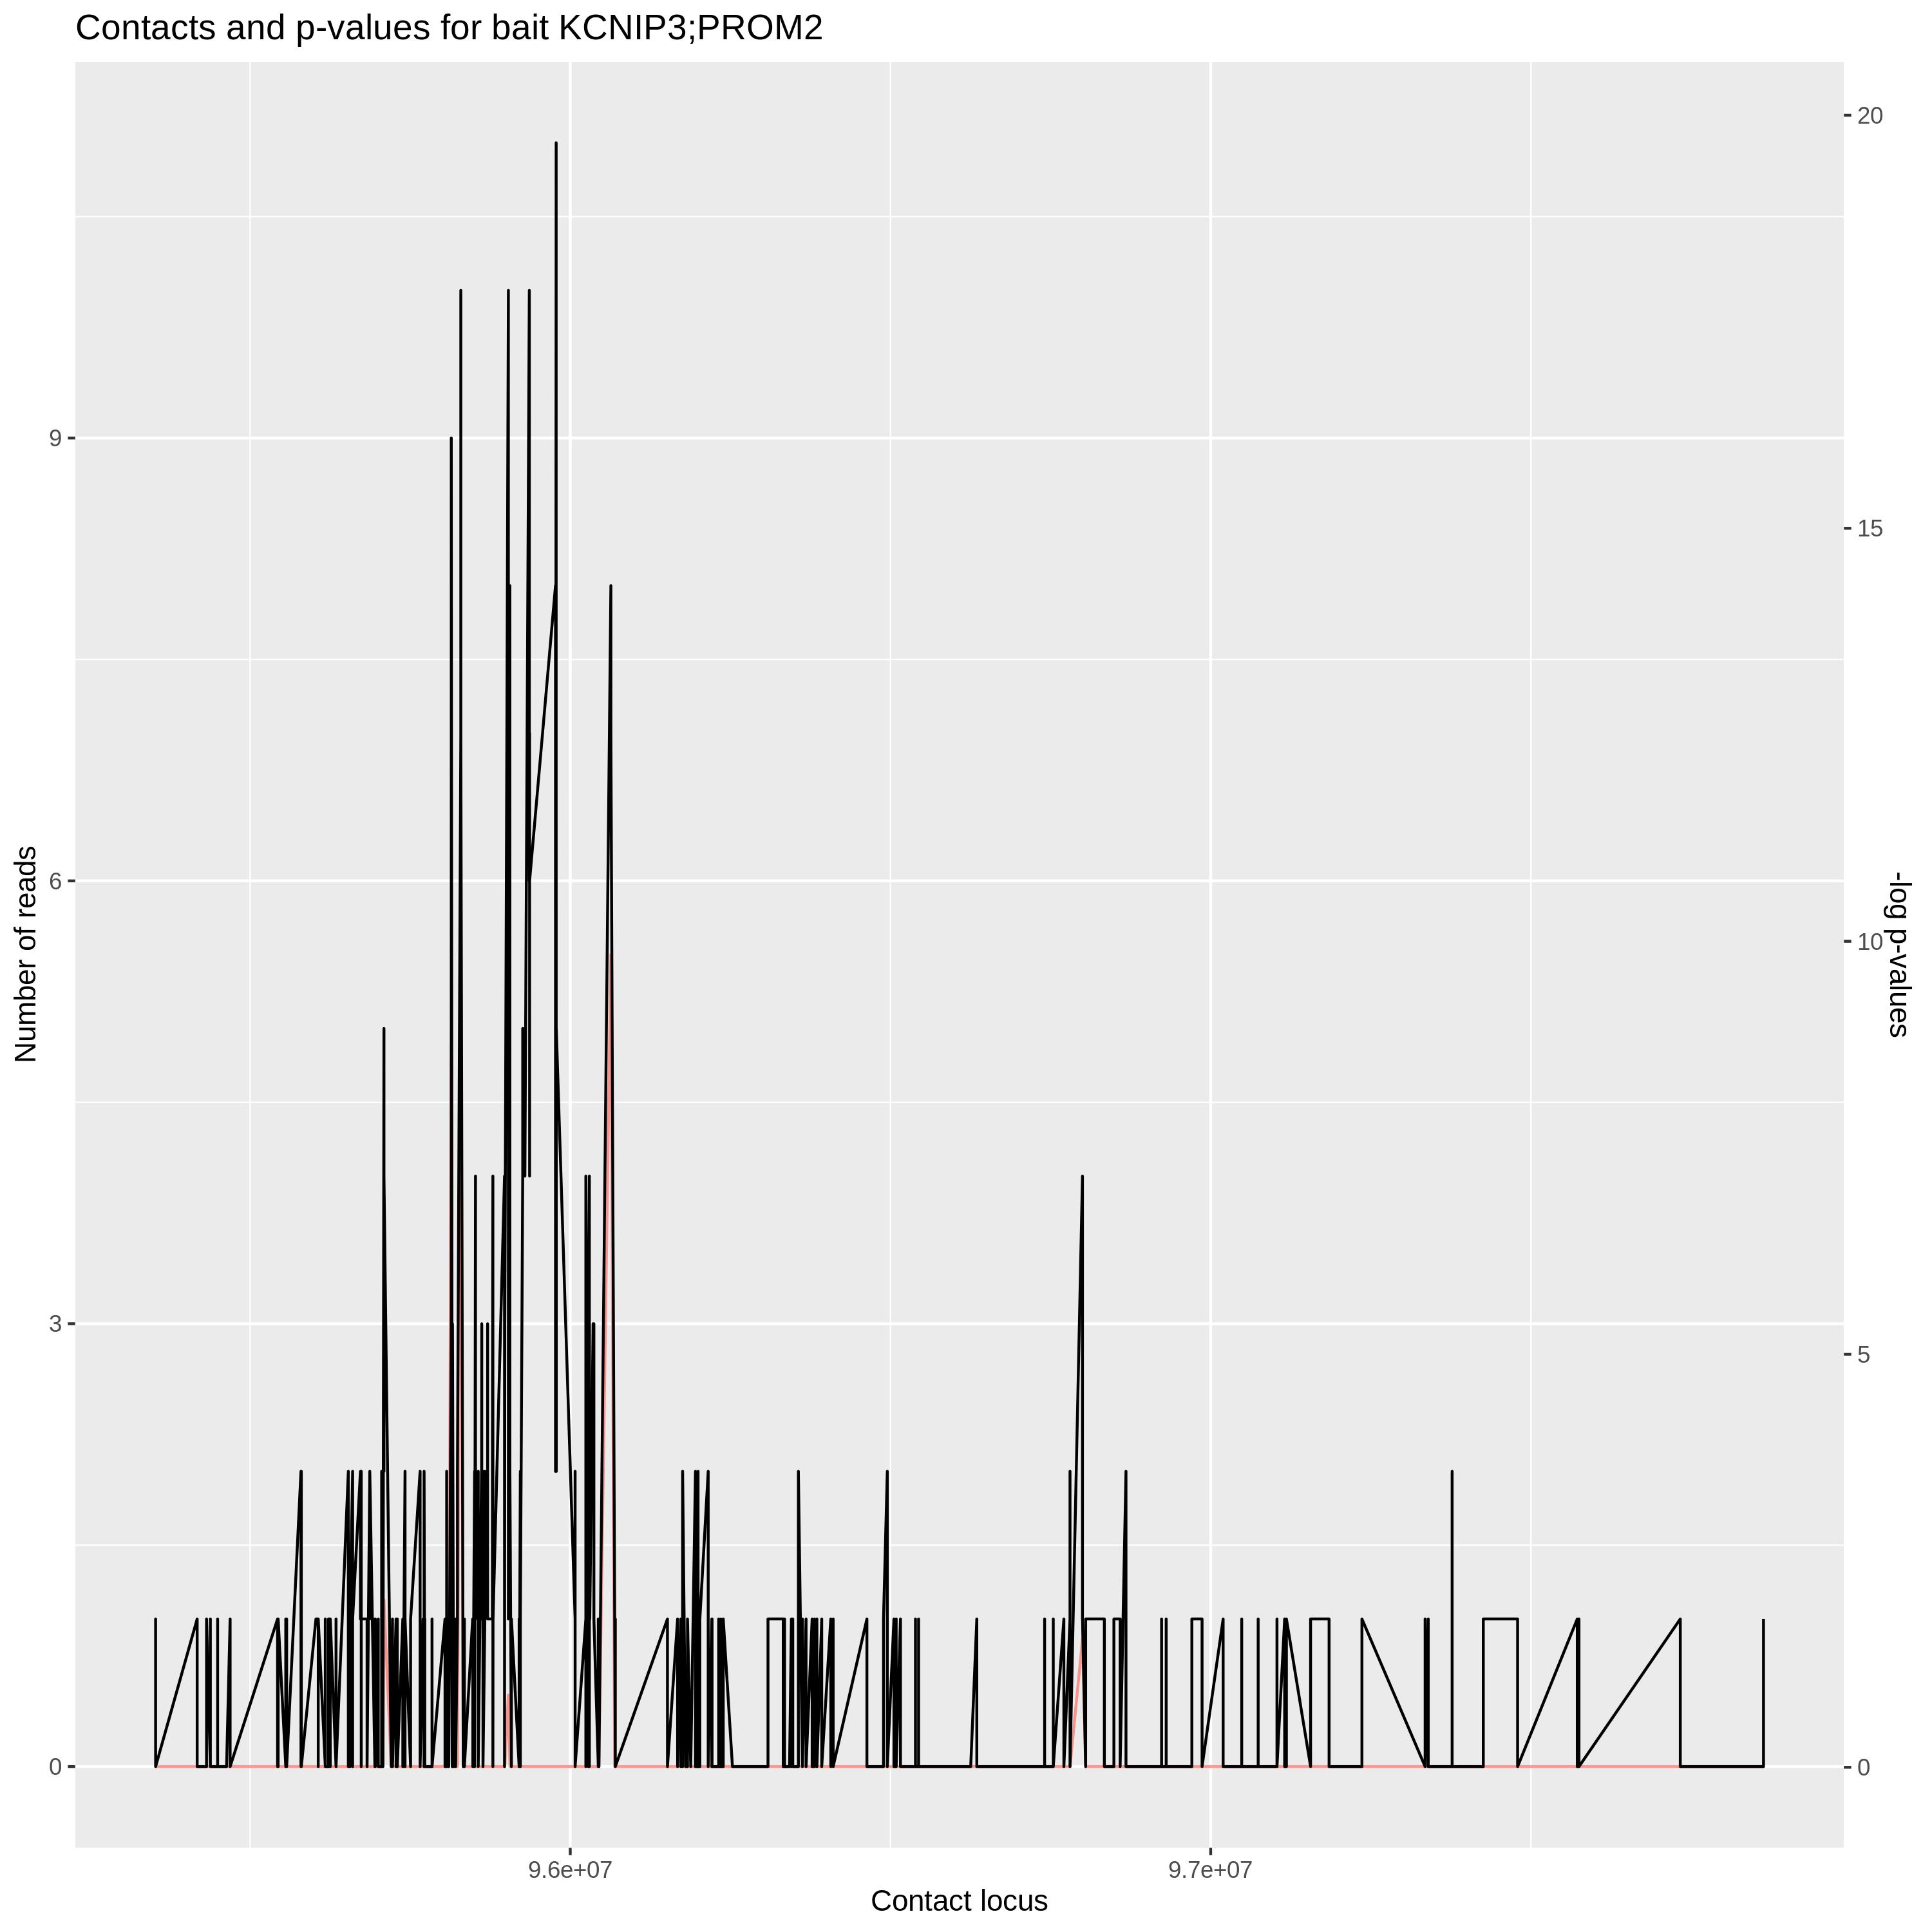 Contacts and p-values for bait KCNIP3;PROM2
20
15
10
5
0
9
6
3
0
Number of reads
-log p-values
9.6e+07
9.7e+07
Contact locus